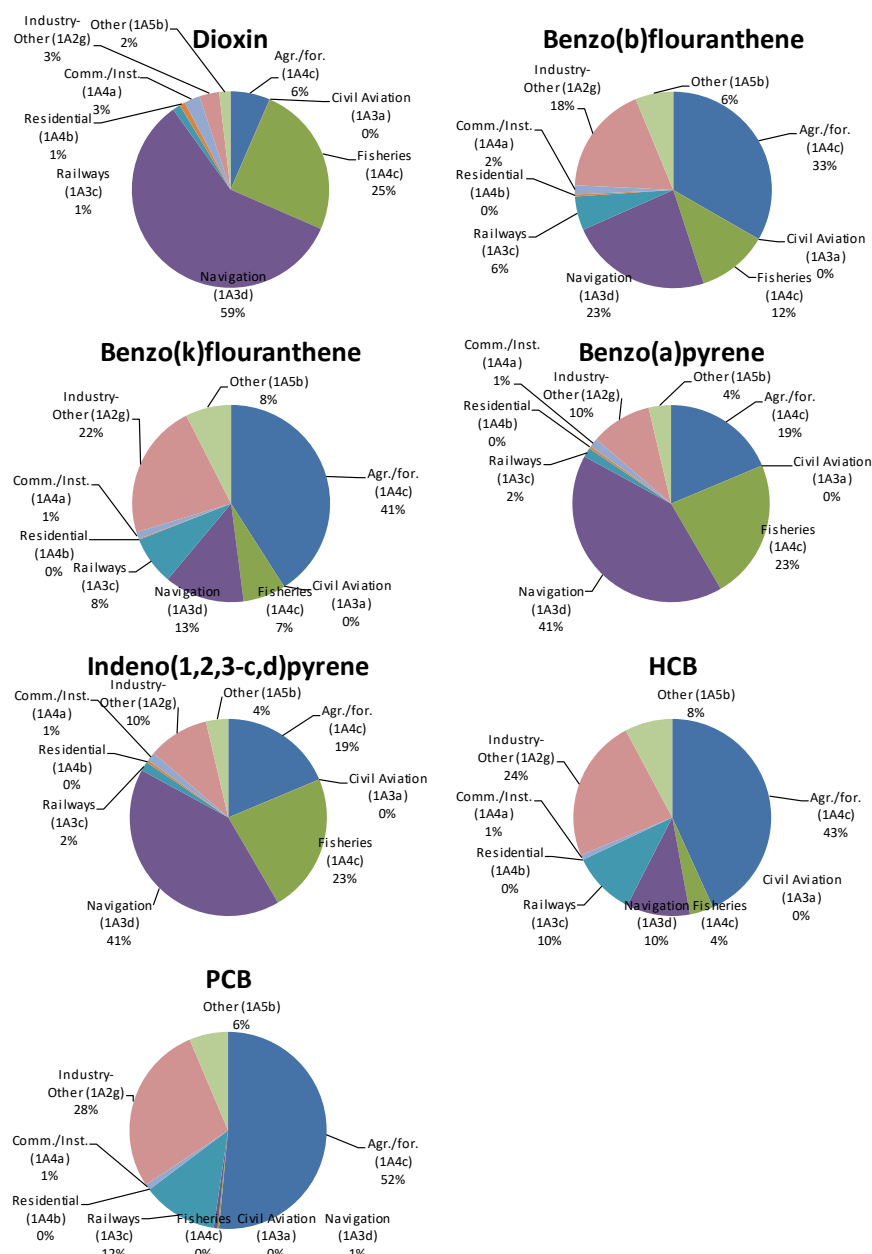 Dioxin
Industry-
Other (1A2g)
3%
Other (1A5b)
2%
Agr./for.
(1A4c)
6%
Comm./Inst.
(1A4a)
3%
Civil Aviation
(1A3a)
0%
Residential
(1A4b)
1%
Fisheries
(1A4c)
25%
Railways
(1A3c)
1%
Navigation
(1A3d)
59%
Benzo(b)flouranthene
Industry-
Other (1A2g)
18%
Other (1A5b)
6%
Agr./for.
(1A4c)
33%
Comm./Inst.
(1A4a)
2%
Residential
(1A4b)
0%
Railways
(1A3c)
6%
Civil Aviation
(1A3a)
0%
Navigation
(1A3d)
23%
Fisheries
(1A4c)
12%
Benzo(k)flouranthene
Industry-
Other (1A2g)
22%
Other (1A5b)
8%
Agr./for.
(1A4c)
41%
Comm./Inst.
(1A4a)
1%
Residential
(1A4b)
0%
Railways
(1A3c)
8%
Navigation
(1A3d)
13%
Fisheries
(1A4c)
7%
Civil Aviation
(1A3a)
0%
Benzo(a)pyrene
Comm./Inst.
(1A4a)
1%
Industry-
Other (1A2g)
10%
Other (1A5b)
4%
Agr./for.
(1A4c)
19%
Residential
(1A4b)
0%
Railways
(1A3c)
2%
Civil Aviation
(1A3a)
0%
Fisheries
(1A4c)
23%
Navigation
(1A3d)
41%
Indeno(1,2,3-c,d)pyrene
Comm./Inst.
(1A4a)
1%
Industry-
Other (1A2g)
10%
Other (1A5b)
4%
Agr./for.
(1A4c)
19%
Residential
(1A4b)
0%
Railways
(1A3c)
2%
Civil Aviation
(1A3a)
0%
Fisheries
(1A4c)
23%
Navigation
(1A3d)
41%
HCB
Other (1A5b)
8%
Industry-
Other (1A2g)
24%
Agr./for.
(1A4c)
43%
Comm./Inst.
(1A4a)
1%
Residential
(1A4b)
0%
Railways
(1A3c)
10%
Navigation
(1A3d)
10%
Fisheries
(1A4c)
4%
Civil Aviation
(1A3a)
0%
PCB
Other (1A5b)
6%
Industry-
Other (1A2g)
28%
Agr./for.
(1A4c)
52%
Comm./Inst.
(1A4a)
1%
Residential
(1A4b)
0%
Railways
(1A3c)
12%
Fisheries
(1A4c)
0%
Civil Aviation
(1A3a)
0%
Navigation
(1A3d)
1%